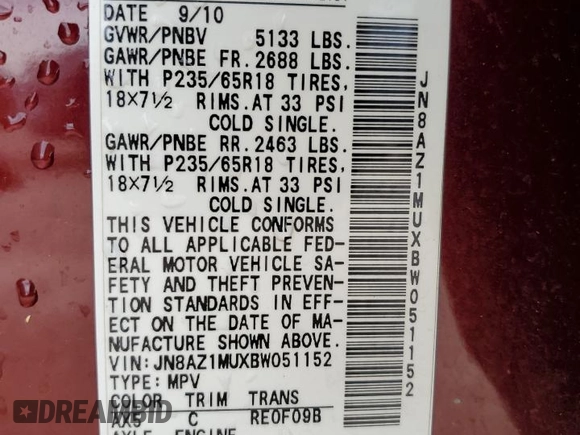 DATE 9/10
GVWR/PNBV 5133 LBS.
GAWR/PNBE FR. 2688 LBS.
WITH P235/65R18 TIRES,
18×7½ RIMS. AT 33 PSI
COLD SINGLE.
GAWR/PNBE RR. 2463 LBS.
WITH P235/65R18 TIRES,
18×7½ RIMS. AT 33 PSI
COLD SINGLE.
THIS VEHICLE CONFORMS
TO ALL APPLICABLE FED-
ERAL MOTOR VEHICLE SA-
FETY AND THEFT PREVEN-
TION STANDARDS IN EFF-
ECT ON THE DATE OF MA-
NUFACTURE SHOWN ABOVE.
VIN: JN8AZ1MUXBW051152
TYPE: MPV
COLOR TRIM TRANS
AX5 C RE0F09B
AXLE ENGINE
JN8AZ1MUXBW051152
DREAMBID